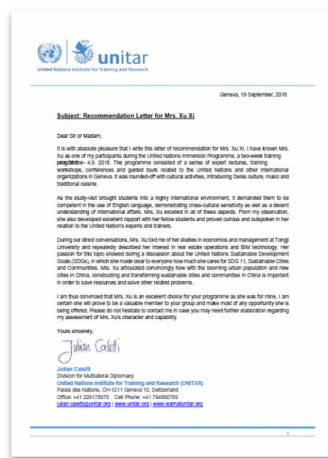 unitar
United Nations Institute for Training and Research
Geneva, 19 September, 2016
Subject: Recommendation Letter for Mrs. Xu Xi
Dear Sir or Madam,
It is with absolute pleasure that I write this letter of recommendation for Mrs. Xu Xi. I have known Mrs.
Xu as one of my participants during the United Nations Immersion Programme, a two-week training
4.9. 2016. The programme consisted of a series of expert lectures, training
workshops, conferences and guided tours related to the United Nations and other international
organizations in Geneva. It was rounded-off with cultural activities, introducing Swiss culture, music and
traditional cuisine.
As the study-visit brought students into a highly international environment, it demanded them to be
competent in the use of English language, demonstrating cross-cultural sensitivity as well as a decent
understanding of international affairs. Mrs. Xu excelled in all of these aspects. From my observation,
she also developed excellent rapport with her fellow students and proved curious and outspoken in her
relation to the United Nation's experts and training.
During our direct conversations, Mrs. Xu told me of her studies in economics and management at Tongji
University and repeatedly described her interest in real estate operations and BIM technology. Her
passion for this topic showed during a discussion about the United Nations Sustainable Development
Goals (SDGs), in which she made clear to everyone how much she cares for SDG 11, Sustainable Cities
and Communities. Mrs. Xu articulated convincingly how with the booming urban population and new
cities in China, constructing and transforming sustainable cities and communities in China is important
in order to save resources and solve other related problems.
I am thus convinced that Mrs. Xu is an excellent choice for your programme as she was for mine. I am
certain she will prove to be a valuable member to your group and make most of any opportunity she is
being offered. Please do not hesitate to contact me in case you may need further elaboration regarding
my assessment of Mrs. Xu's character and capability.
Yours sincerely,
Julian Caletti
Julian Caletti
Division for Multilateral Diplomacy
United Nations Institute for Training and Research (UNITAR)
Palais des Nations, CH-1211 Geneva 10, Switzerland
Office: +41 229178976 Cell Phone: +41 794860769
julian.caletti@unitar.org | www.unitar.org | www.learnatunitar.org
1